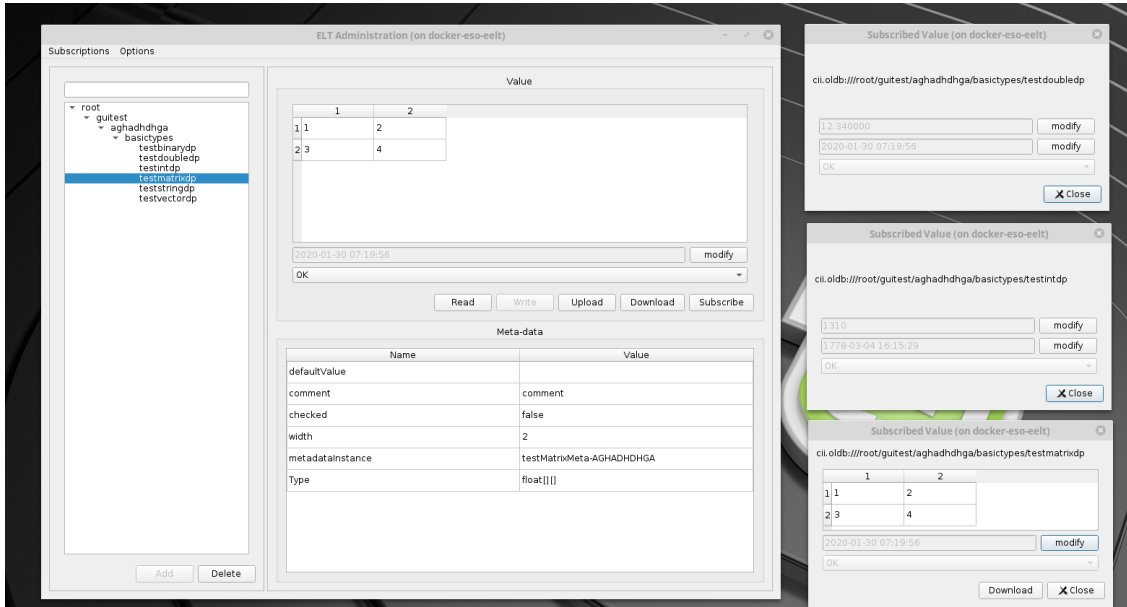 ELT Administration (on docker-eso-eelt)
Subscriptions Options
root
guitest
aghadhdhga
basictypes
testbinarydp
testdoubledp
testintdp
testmatrixdp
teststringdp
testvectordp
Add Delete
Value
1 2
1 1 2
2 3 4
2020-01-30 07:19:56 modify
OK
Read Write Upload Download Subscribe
Meta-data
Name Value
defaultValue
comment comment
checked false
width 2
metadataInstance testMatrixMeta-AGHADHDHGA
Type float[][]
Subscribed Value (on docker-eso-eelt)
cii.oldb:///root/guitest/aghadhdhga/basictypes/testdoubledp
12.340000 modify
2020-01-30 07:19:56 modify
OK
Close
Subscribed Value (on docker-eso-eelt)
cii.oldb:///root/guitest/aghadhdhga/basictypes/testintdp
1310 modify
1778-03-04 16:15:29 modify
OK
Close
Subscribed Value (on docker-eso-eelt)
cii.oldb:///root/guitest/aghadhdhga/basictypes/testmatrixdp
1 2
1 1 2
2 3 4
2020-01-30 07:19:56 modify
OK
Download Close